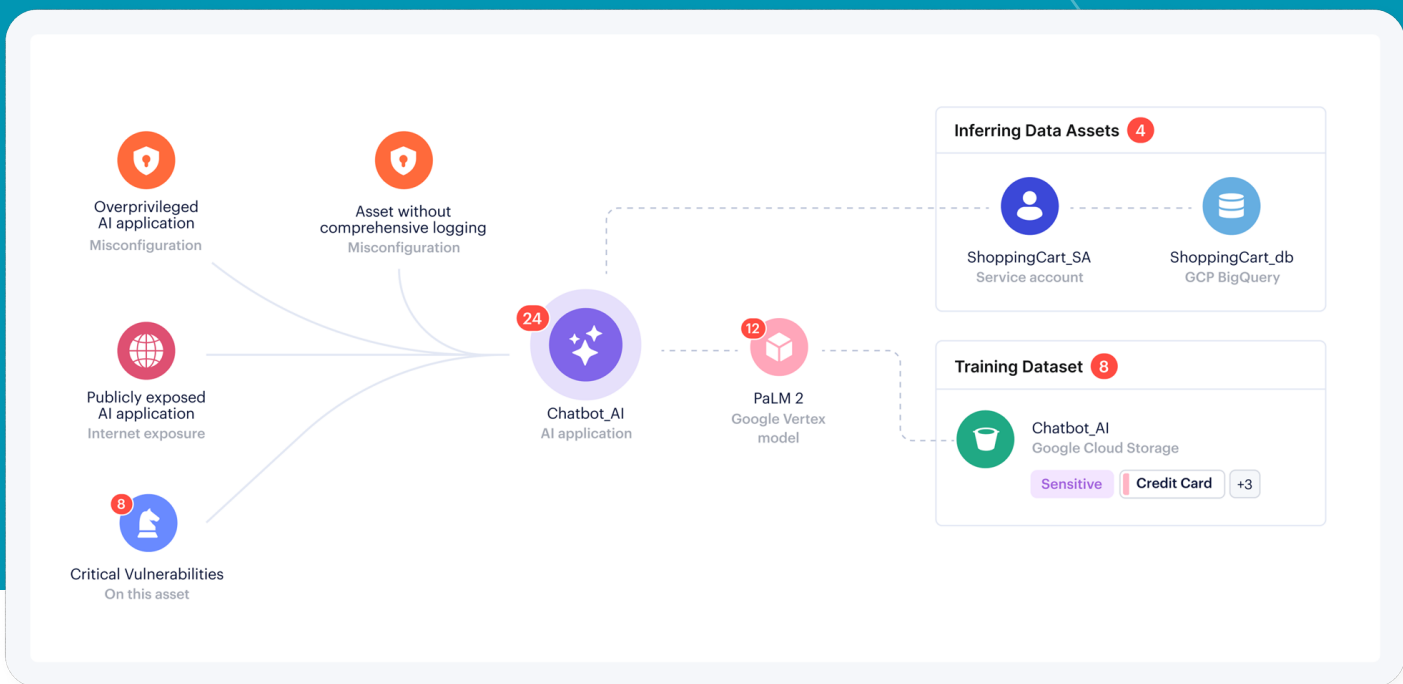 Overprivileged
AI application
Misconfiguration
Asset without
comprehensive logging
Misconfiguration
Publicly exposed
AI application
Internet exposure
8
Critical Vulnerabilities
On this asset
24
Chatbot_AI
AI application
12
PaLM 2
Google Vertex
model
Inferring Data Assets 4
ShoppingCart_SA
Service account
ShoppingCart_db
GCP BigQuery
Training Dataset 8
Chatbot_AI
Google Cloud Storage
Sensitive Credit Card +3